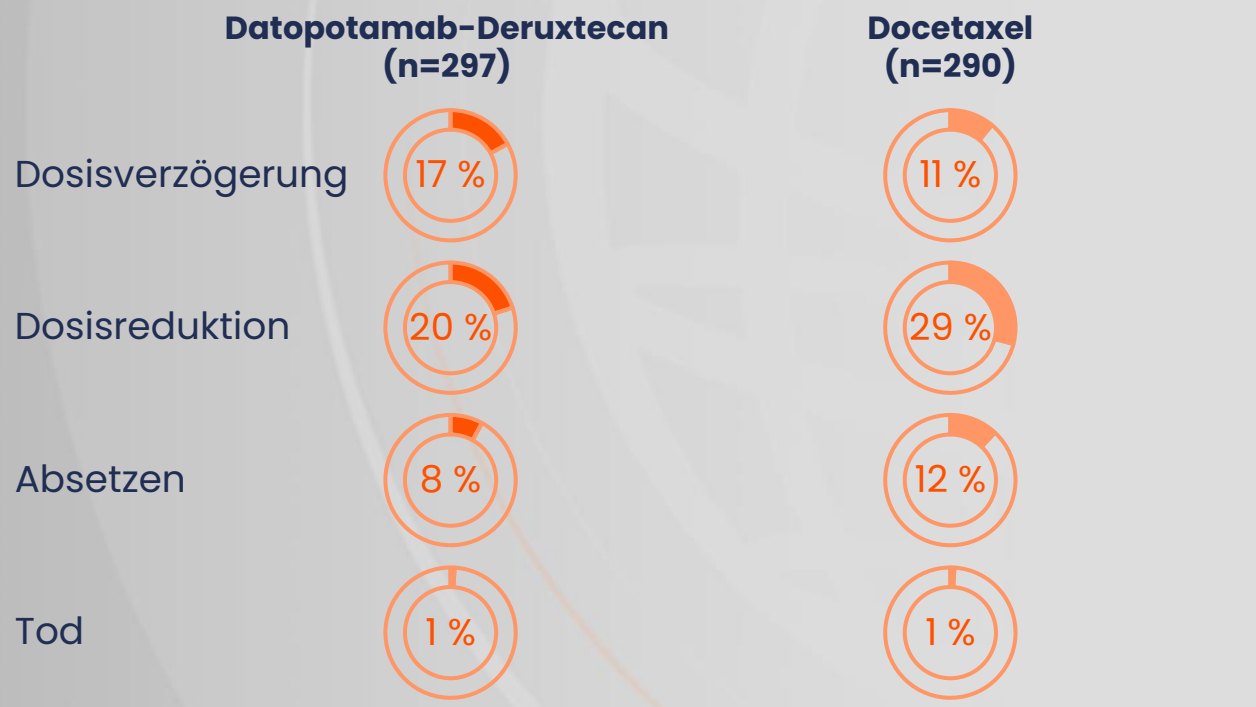 Datopotamab-Deruxtecan
(n=297)
Docetaxel
(n=290)
Dosisverzögerung
17 %
11 %
Dosisreduktion
20 %
29 %
Absetzen
8 %
12 %
Tod
1 %
1 %